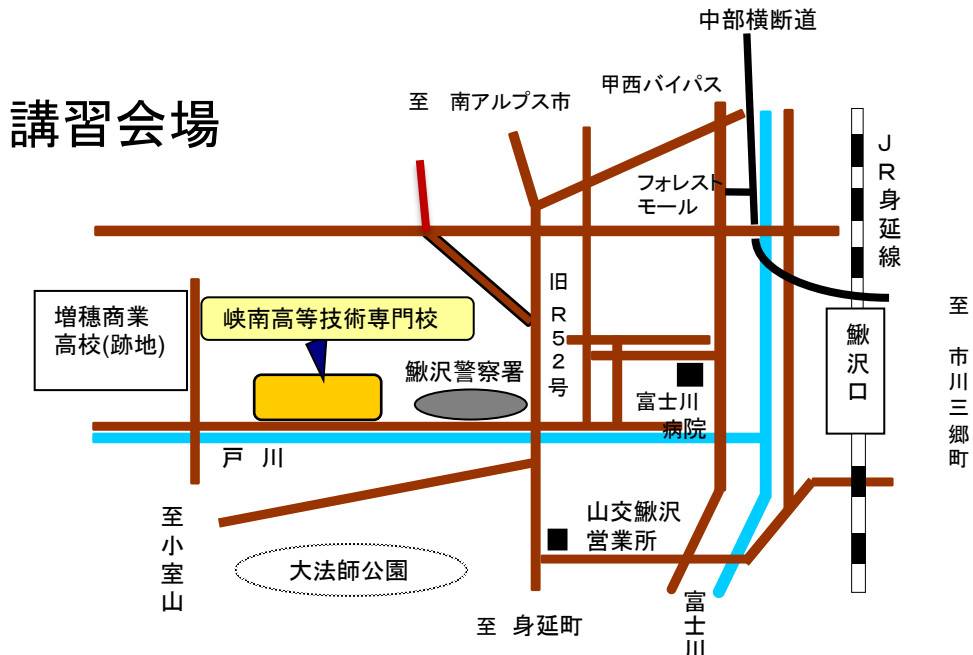 中部横断道
講習会場
至 南アルプス市
甲西バイパス
フォレスト
モール
JR身延線
増穂商業
高校(跡地)
峡南高等技術専門校
旧R52号
鰍沢警察署
富士川
病院
鰍沢口
至 市川三郷町
戸 川
至小室山
大法師公園
山交鰍沢
営業所
至 身延町
富士川